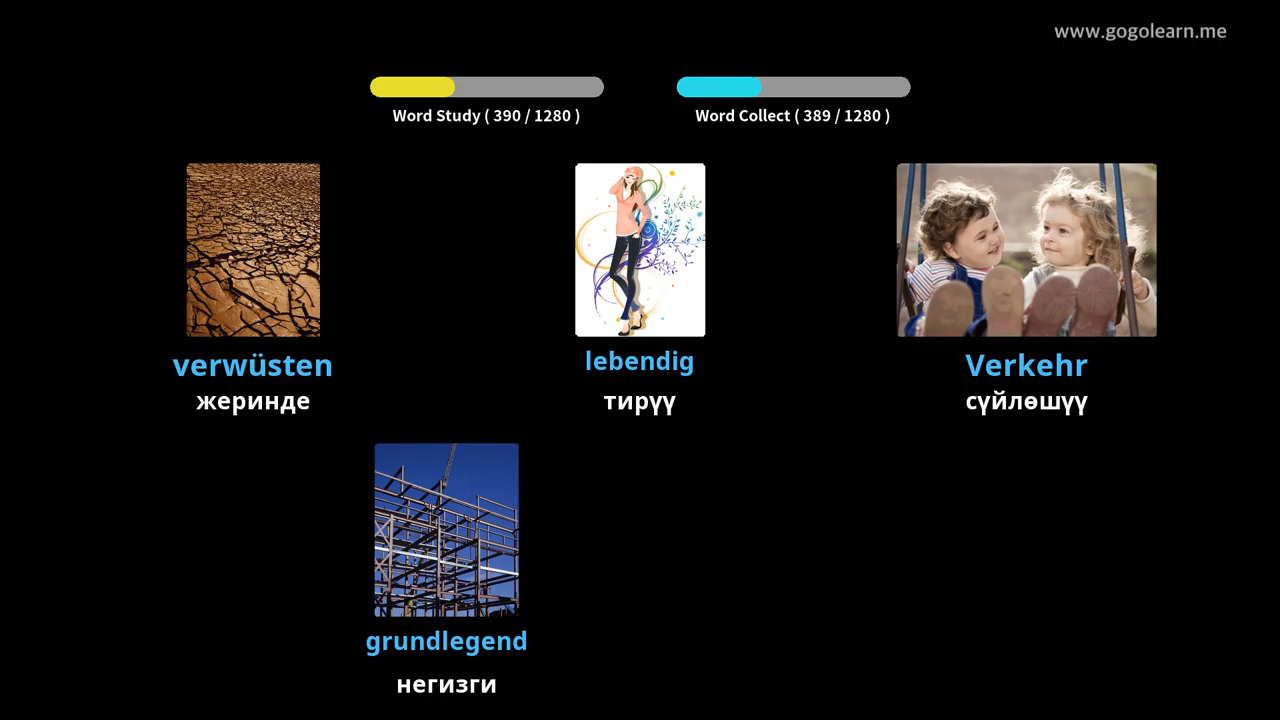 www.gogolearn.me
Word Study ( 390 / 1280 )
Word Collect ( 389 / 1280 )
verwüsten
жеринде
lebendig
тирүү
Verkehr
сүйлөшүү
grundlegend
негизги